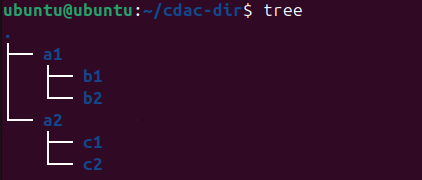 ubuntu@ubuntu:~/cdac-dir$ tree
.
├── a1
│   ├── b1
│   └── b2
└── a2
    ├── c1
    └── c2